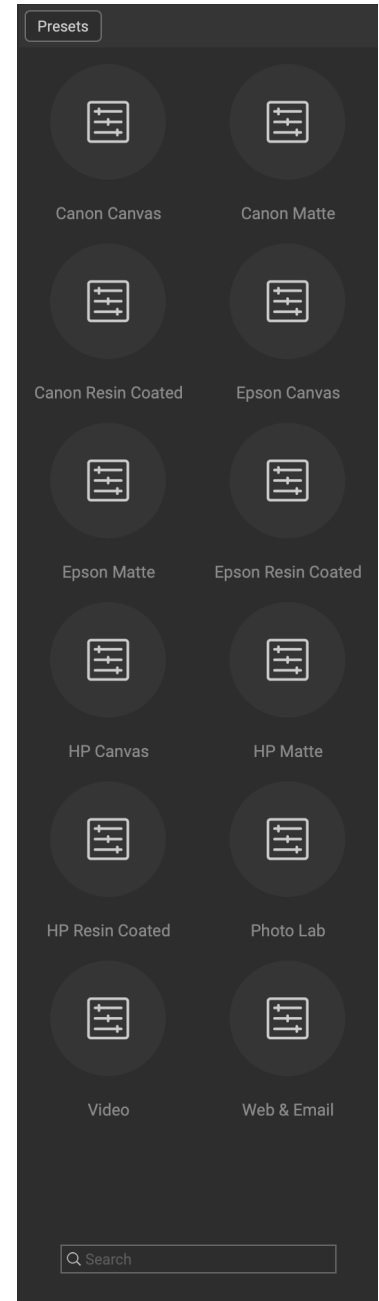 Presets
Canon Canvas
Canon Matte
Canon Resin Coated
Epson Canvas
Epson Matte
Epson Resin Coated
HP Canvas
HP Matte
HP Resin Coated
Photo Lab
Video
Web & Email
Search